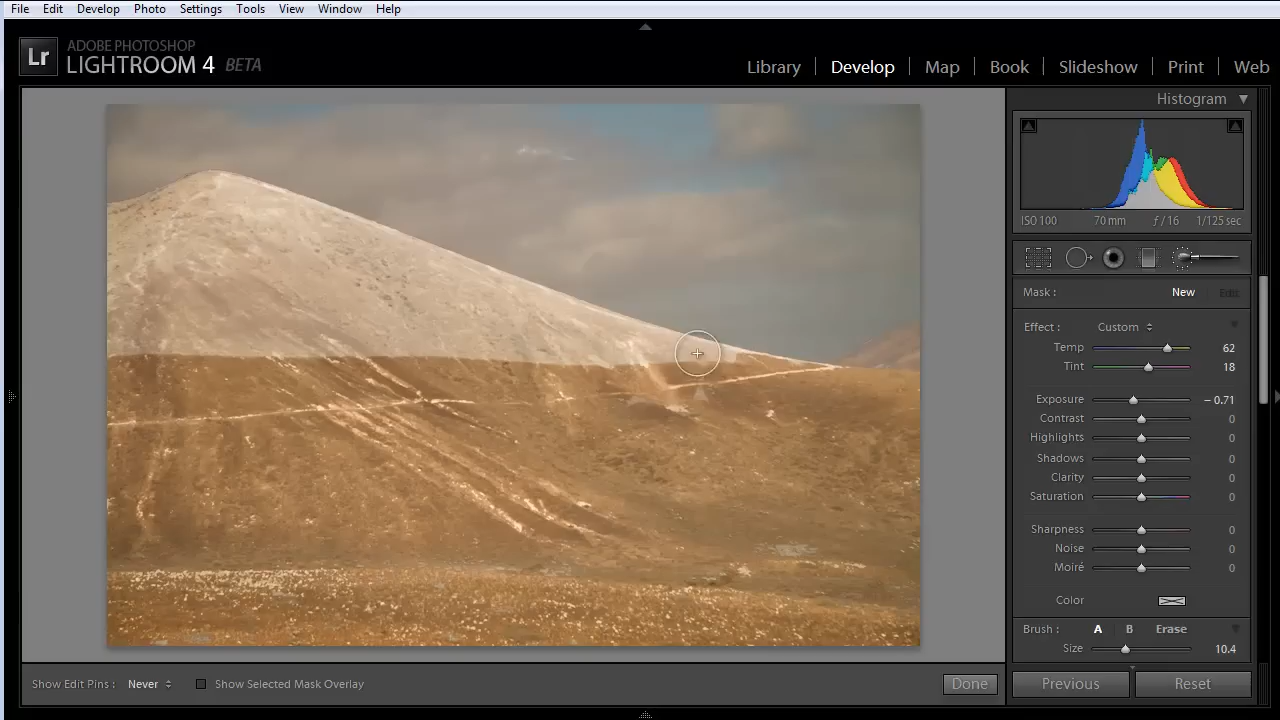 File Edit Develop Photo Settings Tools View Window Help
Lr
ADOBE PHOTOSHOP
LIGHTROOM 4 BETA
Library | Develop | Map | Book | Slideshow | Print | Web
Histogram
ISO 100 70 mm ƒ / 16 1/125 sec
Mask : New Edit
Effect : Custom
Temp 62
Tint 18
Exposure – 0.71
Contrast 0
Highlights 0
Shadows 0
Clarity 0
Saturation 0
Sharpness 0
Noise 0
Moiré 0
Color
Brush : A B Erase
Size 10.4
Show Edit Pins : Never Show Selected Mask Overlay Done Previous Reset